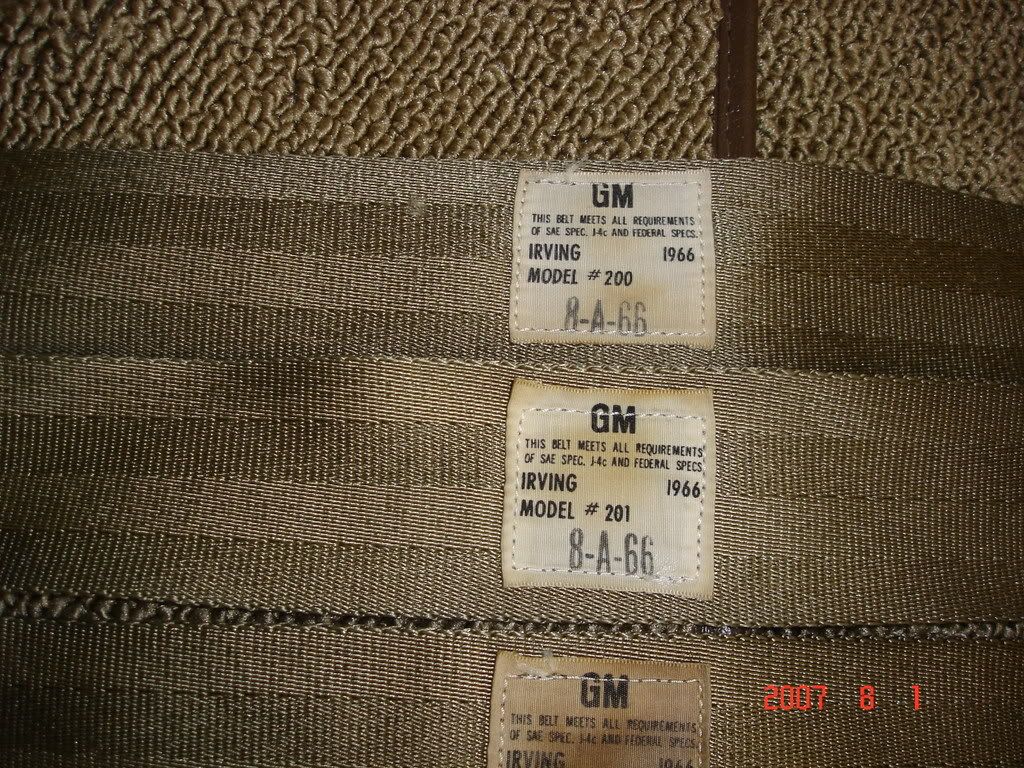 GM
THIS BELT MEETS ALL REQUIREMENTS
OF SAE SPEC. J-4c AND FEDERAL SPECS.
IRVING 1966
MODEL # 200
8-A-66
GM
THIS BELT MEETS ALL REQUIREMENTS
OF SAE SPEC. J-4c AND FEDERAL SPECS
IRVING 1966
MODEL # 201
8-A-66
GM
THIS BELT MEETS ALL REQUIREMENTS
OF SAE SPEC. J-4c AND FEDERAL SPECS.
IRVING 1966
2007 8 1